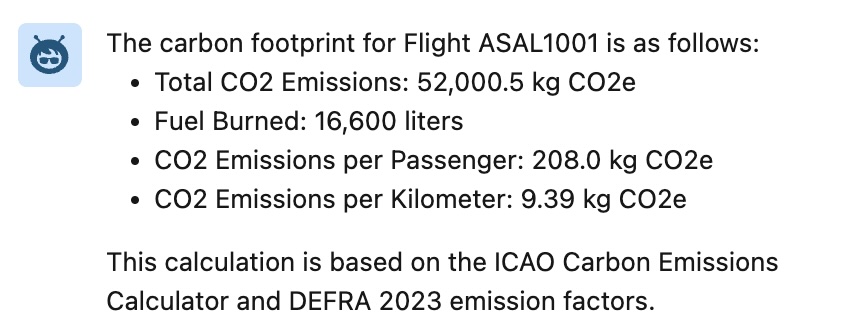 The carbon footprint for Flight ASAL1001 is as follows:
• Total CO2 Emissions: 52,000.5 kg CO2e
• Fuel Burned: 16,600 liters
• CO2 Emissions per Passenger: 208.0 kg CO2e
• CO2 Emissions per Kilometer: 9.39 kg CO2e
This calculation is based on the ICAO Carbon Emissions
Calculator and DEFRA 2023 emission factors.